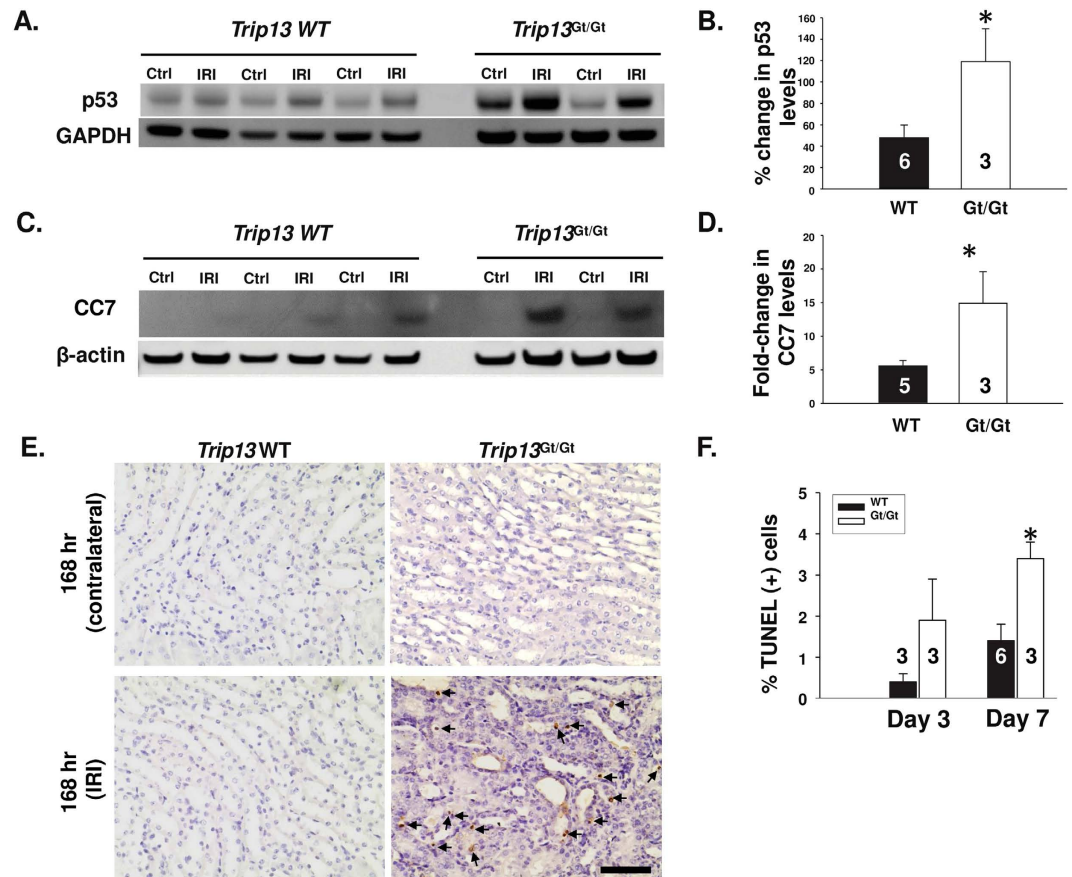 A.
Trip13 WT
Trip13Gt/Gt
Ctrl IRI Ctrl IRI Ctrl IRI Ctrl IRI Ctrl IRI
p53
GAPDH
B.
% change in p53
levels
160
140
120
100
80
60
40
20
0
*
6
3
WT Gt/Gt
C.
Trip13 WT
Trip13Gt/Gt
Ctrl IRI Ctrl IRI Ctrl IRI Ctrl IRI Ctrl IRI
CC7
β-actin
D.
Fold-change in
CC7 levels
20
15
10
5
0
*
5
3
WT Gt/Gt
E.
Trip13 WT
Trip13Gt/Gt
168 hr
(contralateral)
168 hr
(IRI)
F.
% TUNEL (+) cells
5
4
3
2
1
0
WT
Gt/Gt
*
3 3 6 3
Day 3 Day 7